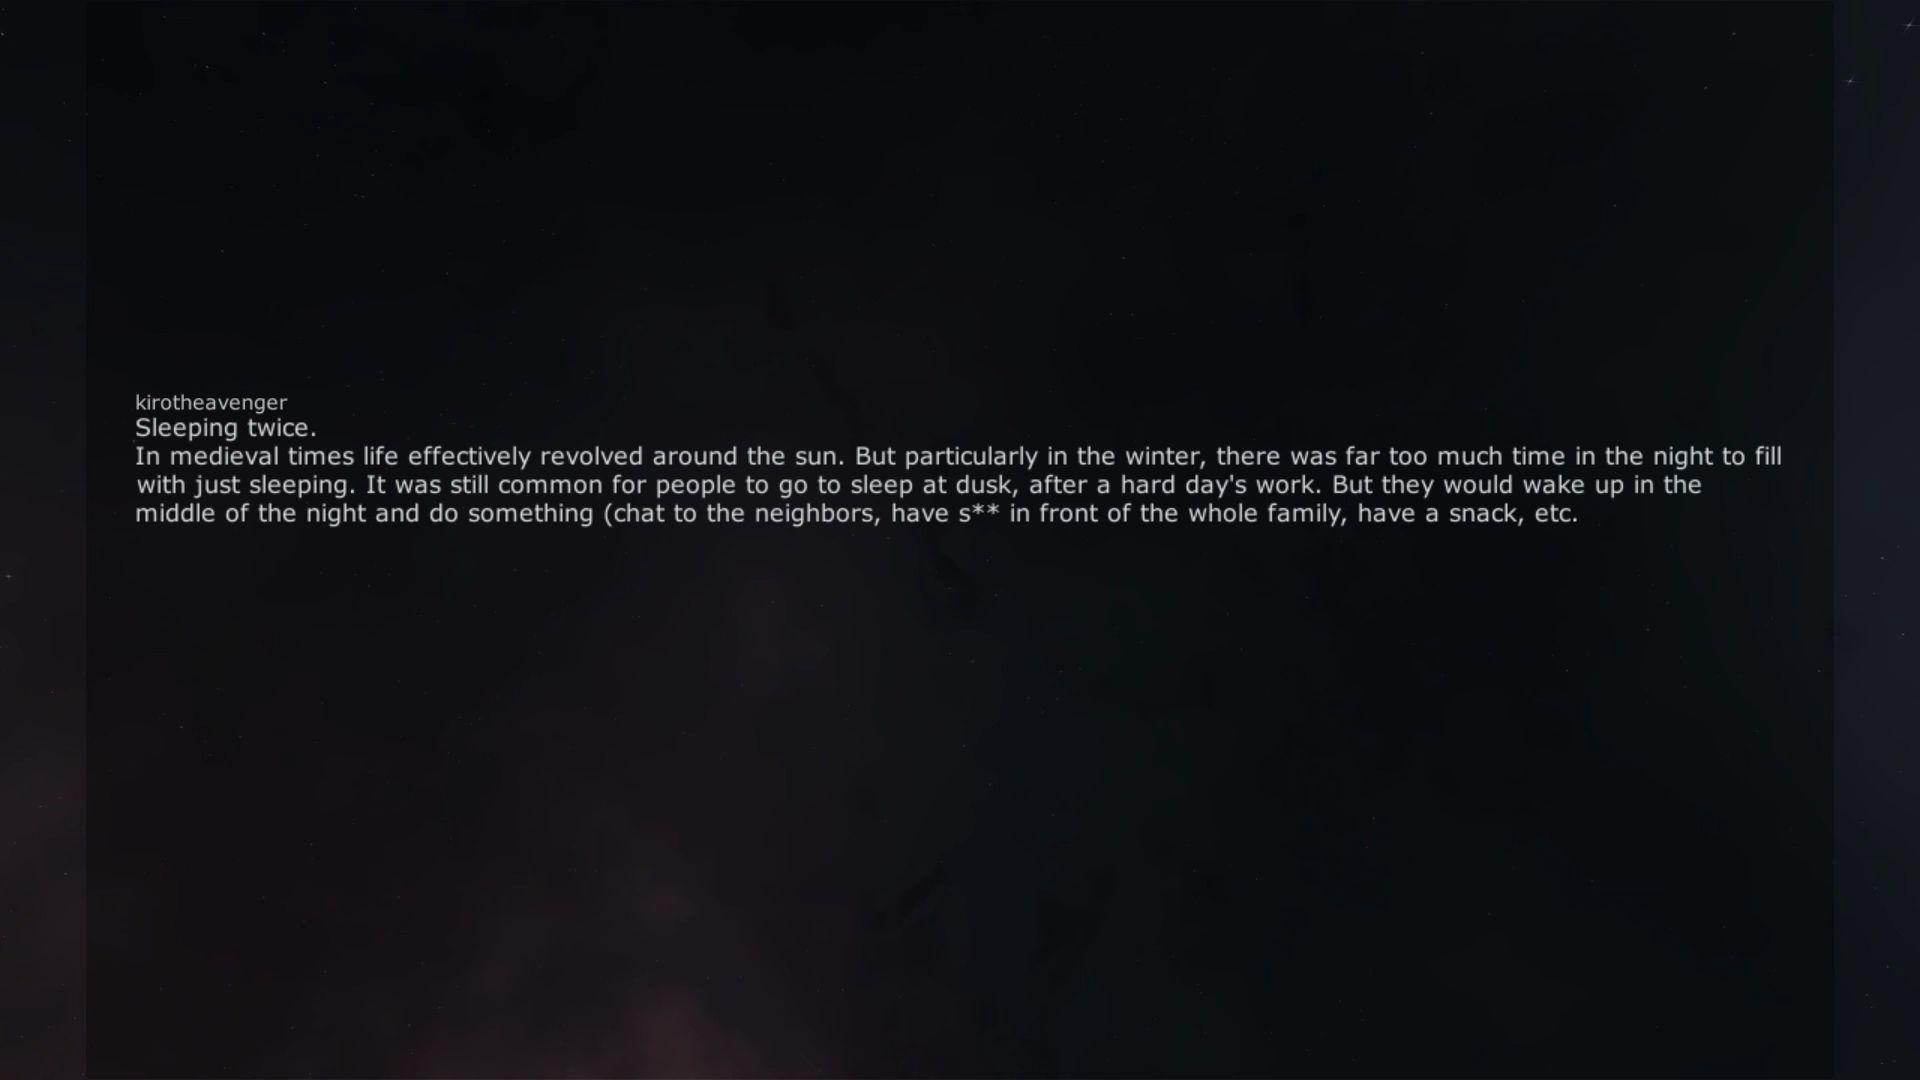 kirotheavenger
Sleeping twice.
In medieval times life effectively revolved around the sun. But particularly in the winter, there was far too much time in the night to fill
with just sleeping. It was still common for people to go to sleep at dusk, after a hard day's work. But they would wake up in the
middle of the night and do something (chat to the neighbors, have s** in front of the whole family, have a snack, etc.